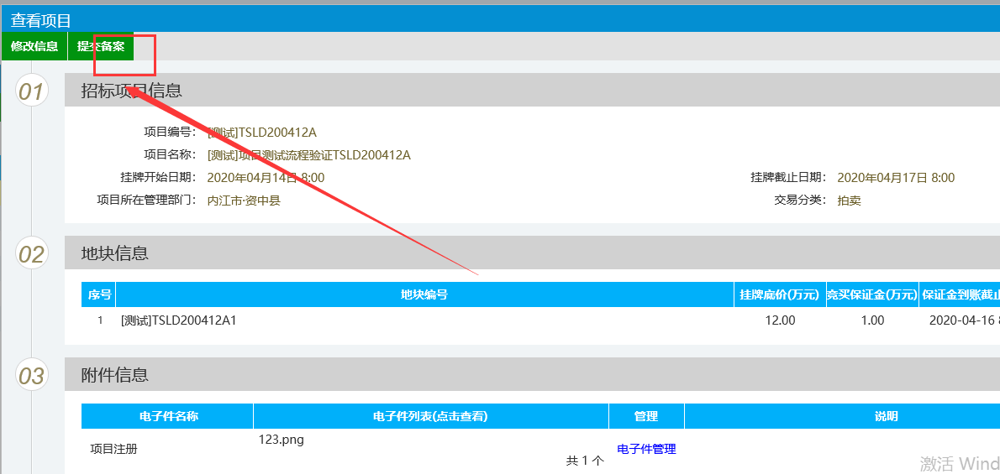 查看项目
修改信息 提交备案
01 招标项目信息
项目编号： [测试]TSLD200412A
项目名称： [测试]项目测试流程验证TSLD200412A
挂牌开始日期： 2020年04月14日 8:00 挂牌截止日期： 2020年04月17日 8:00
项目所在管理部门： 内江市·资中县 交易分类： 拍卖
02 地块信息
序号 地块编号 挂牌底价(万元) 竞买保证金(万元) 保证金到账截止
1 [测试]TSLD200412A1 12.00 1.00 2020-04-16
03 附件信息
电子件名称 电子件列表(点击查看) 管理 说明
项目注册 123.png 电子件管理
共 1 个
激活 Wind